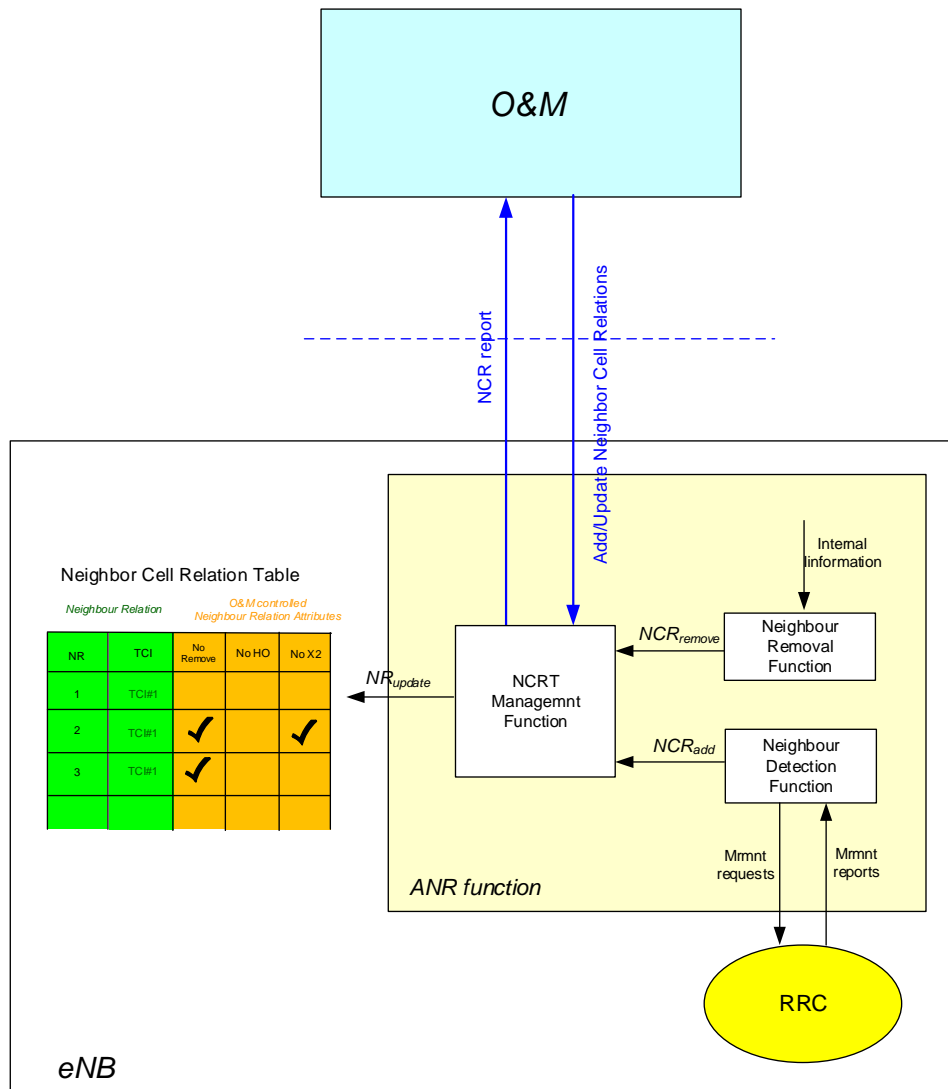 O&M
NCR report
Add/Update Neighbor Cell Relations
Neighbor Cell Relation Table
Neighbour Relation
O&M controlled
Neighbour Relation Attributes
NR
TCI
No
Remove
No HO
No X2
1
TCI#1
2
TCI#1
3
TCI#1
NRupdate
NCRT
Managemnt
Function
Internal
Iinformation
NCRremove
Neighbour
Removal
Function
NCRadd
Neighbour
Detection
Function
Mrmnt
requests
Mrmnt
reports
ANR function
RRC
eNB